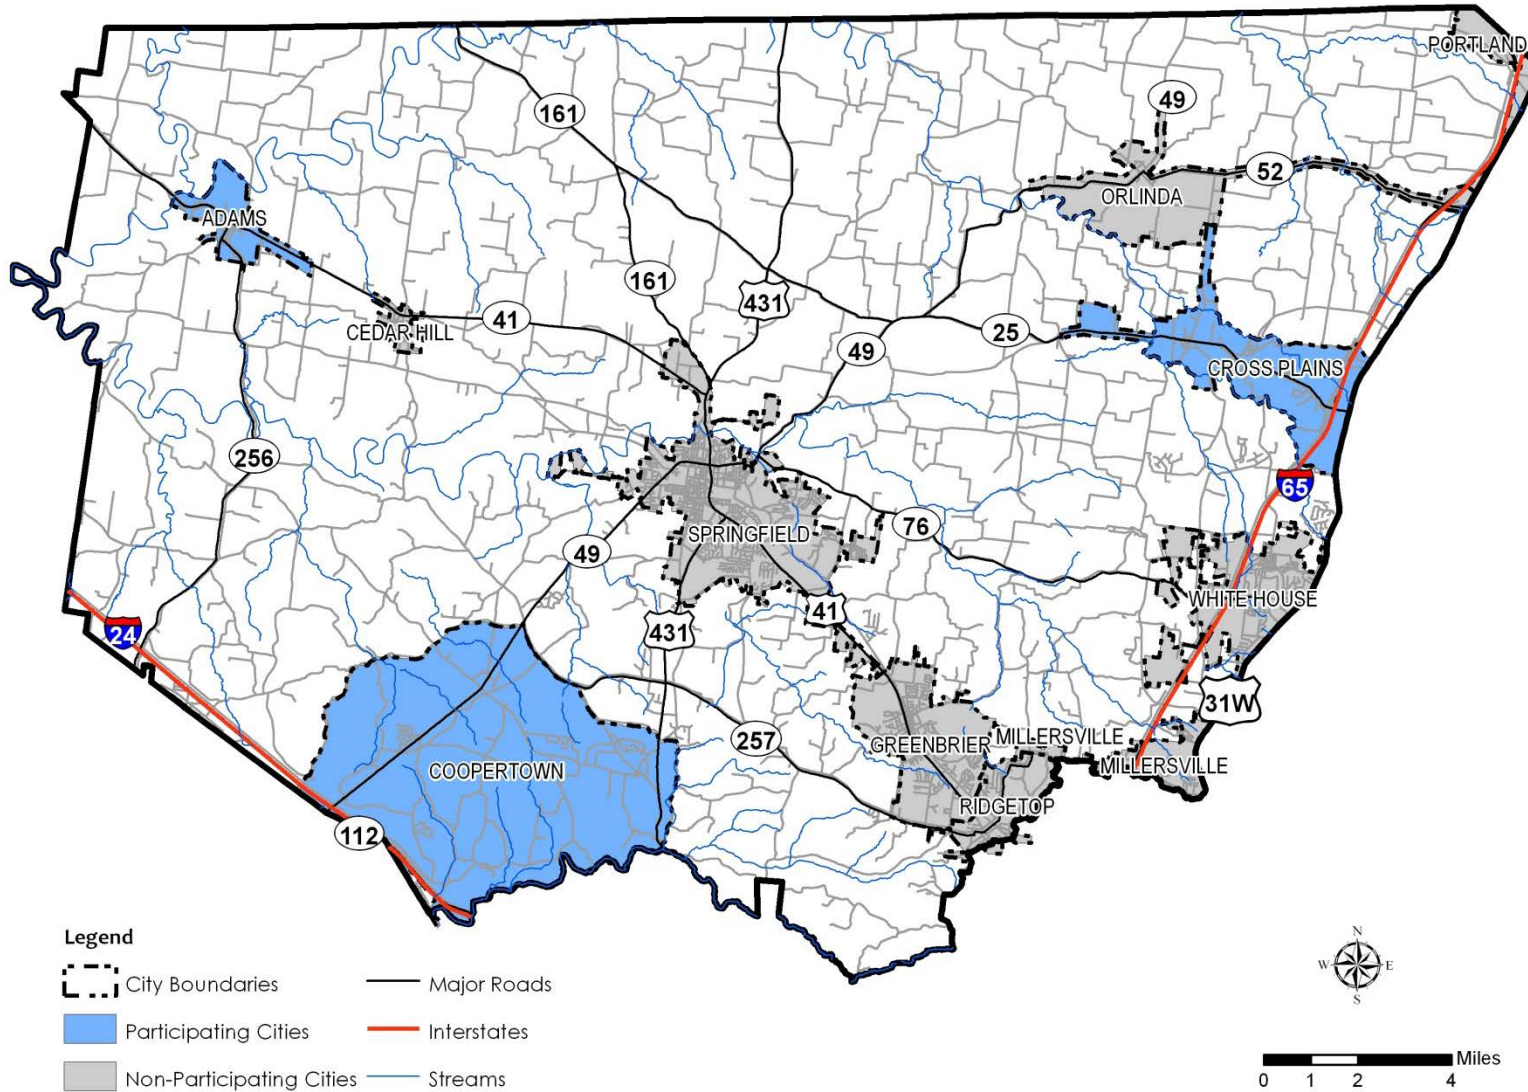 PORTLAND
49
161
52
ORLINDA
ADAMS
161
431
41
25
CEDAR HILL
49
CROSS PLAINS
256
65
76
SPRINGFIELD
49
WHITE HOUSE
41
24
431
31W
257
MILLERSVILLE
GREENBRIER
MILLERSVILLE
COOPERTOWN
RIDGETOP
112
Legend
City Boundaries
Major Roads
Participating Cities
Interstates
Non-Participating Cities
Streams
N
W E
S
Miles
0 1 2 4